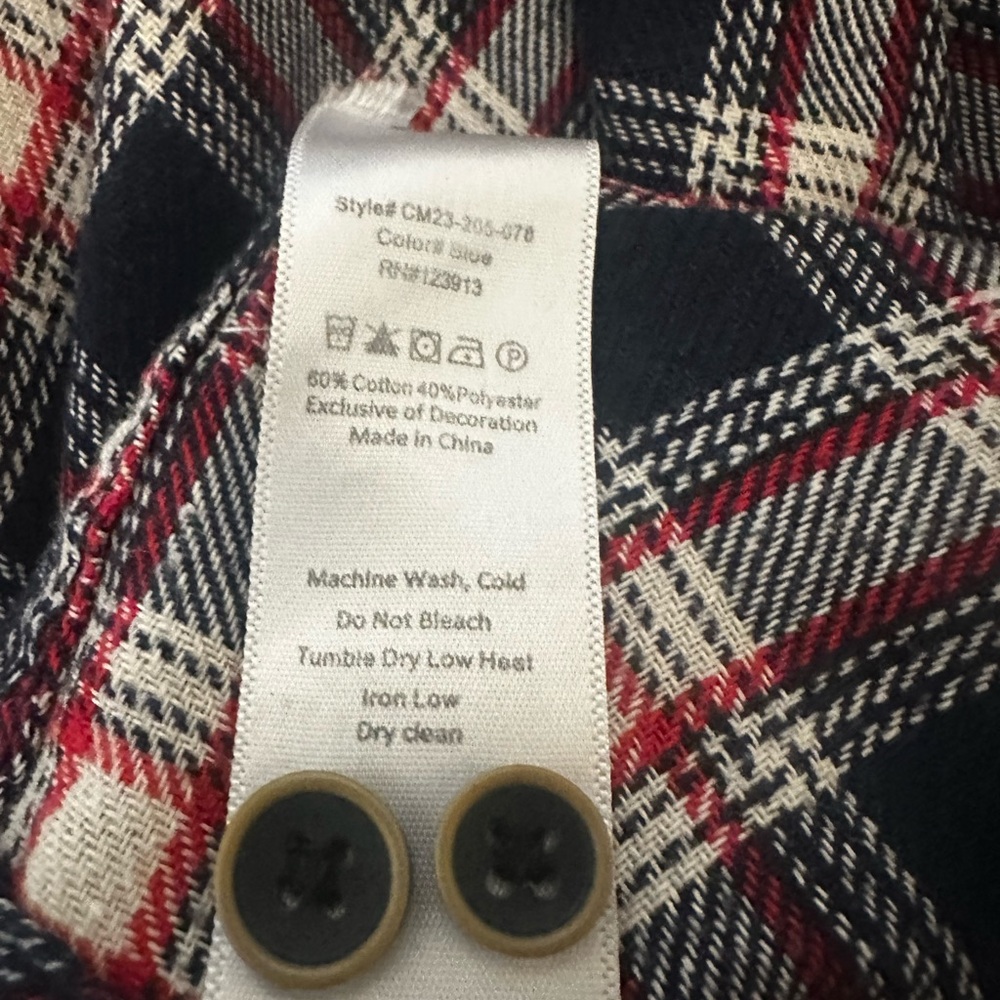 Style# CM23-205-078
Color# Blue
RN#123913
P
60% Cotton 40%Polyester
Exclusive of Decoration
Made in China
Machine Wash, Cold
Do Not Bleach
Tumble Dry Low Heat
Iron Low
Dry clean